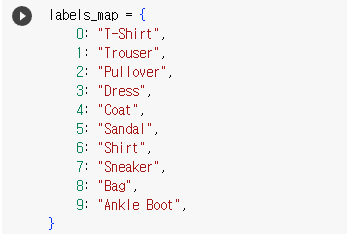 labels_map = {
    0: "T-Shirt",
    1: "Trouser",
    2: "Pullover",
    3: "Dress",
    4: "Coat",
    5: "Sandal",
    6: "Shirt",
    7: "Sneaker",
    8: "Bag",
    9: "Ankle Boot",
}